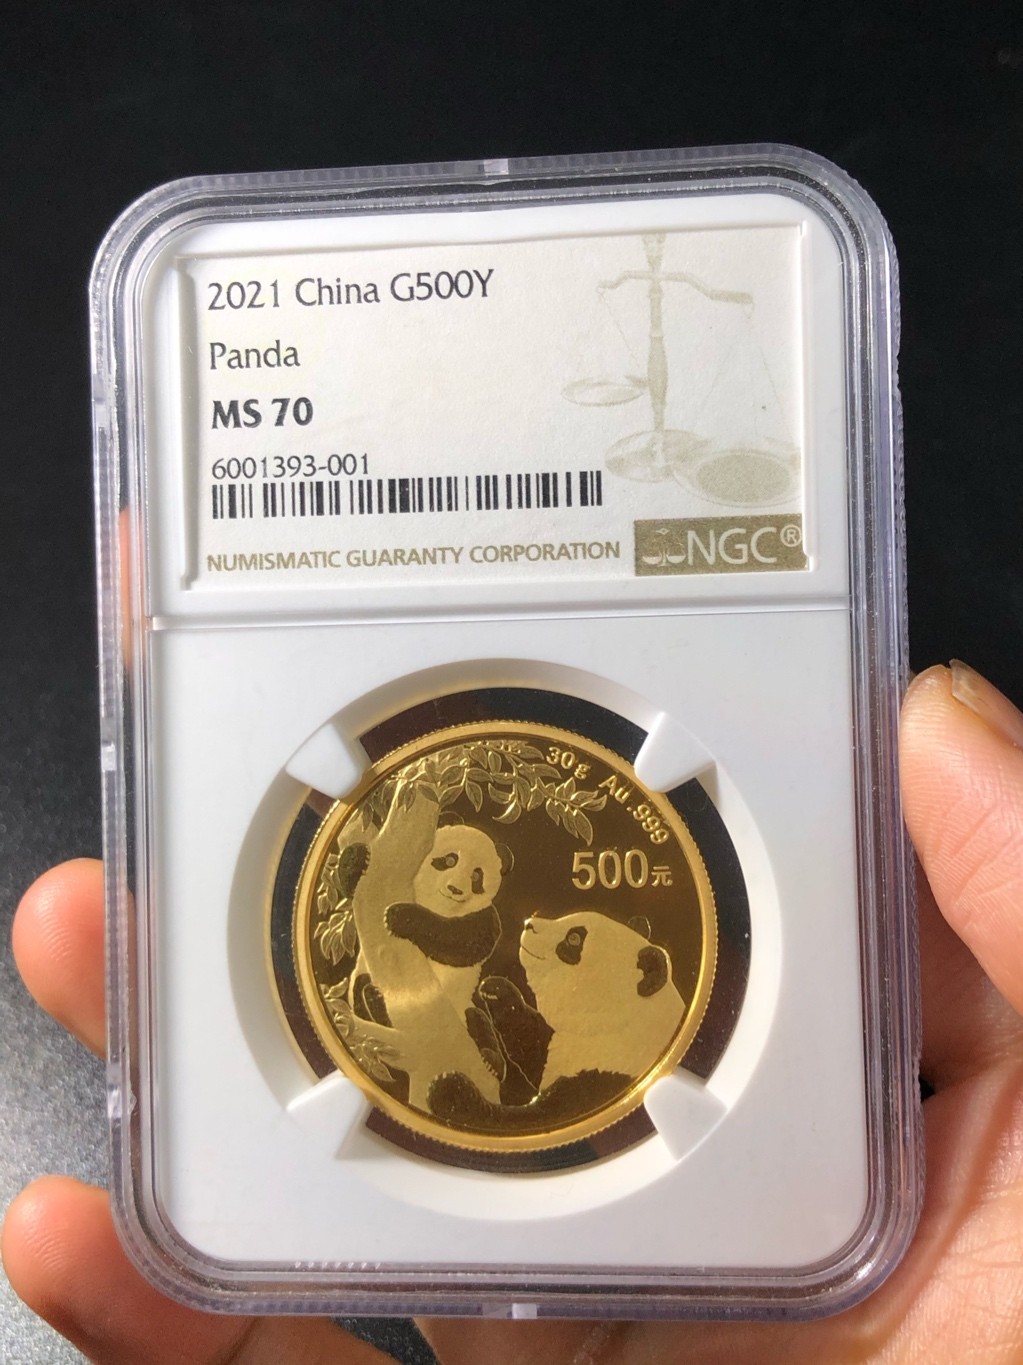 2021 China G500Y
Panda
MS 70
6001393-001
NUMISMATIC GUARANTY CORPORATION
NGC®
30g Au.999
500元